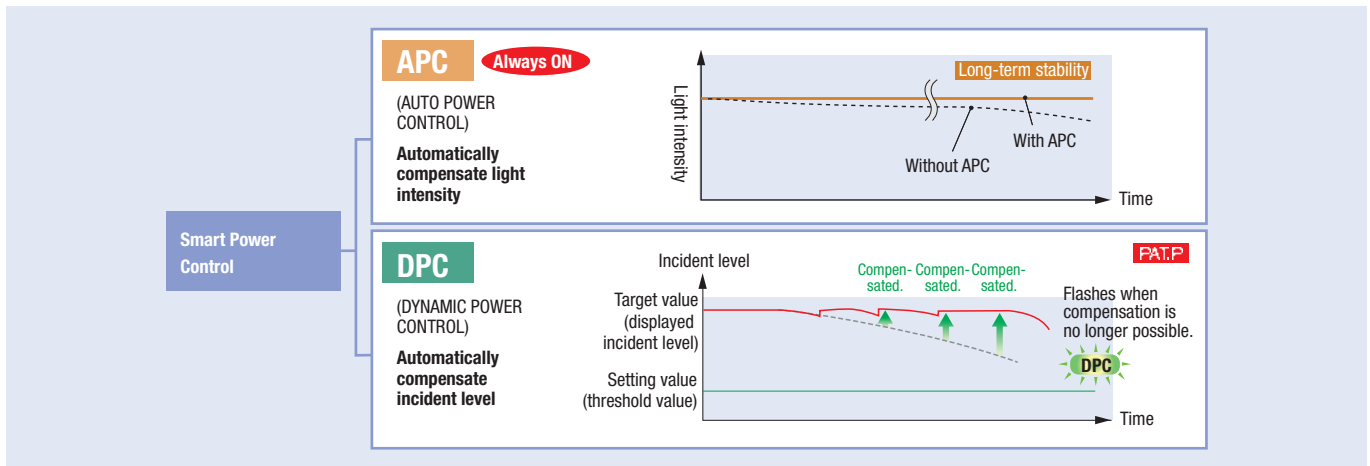 Smart Power
Control
APC
Always ON
(AUTO POWER
CONTROL)
Automatically
compensate light
intensity
Light intensity
Long-term stability
With APC
Without APC
Time
DPC
(DYNAMIC POWER
CONTROL)
Automatically
compensate
incident level
PAT.P
Incident level
Target value
(displayed
incident level)
Setting value
(threshold value)
Compen-
sated.
Compen-
sated.
Compen-
sated.
Flashes when
compensation is
no longer possible.
DPC
Time